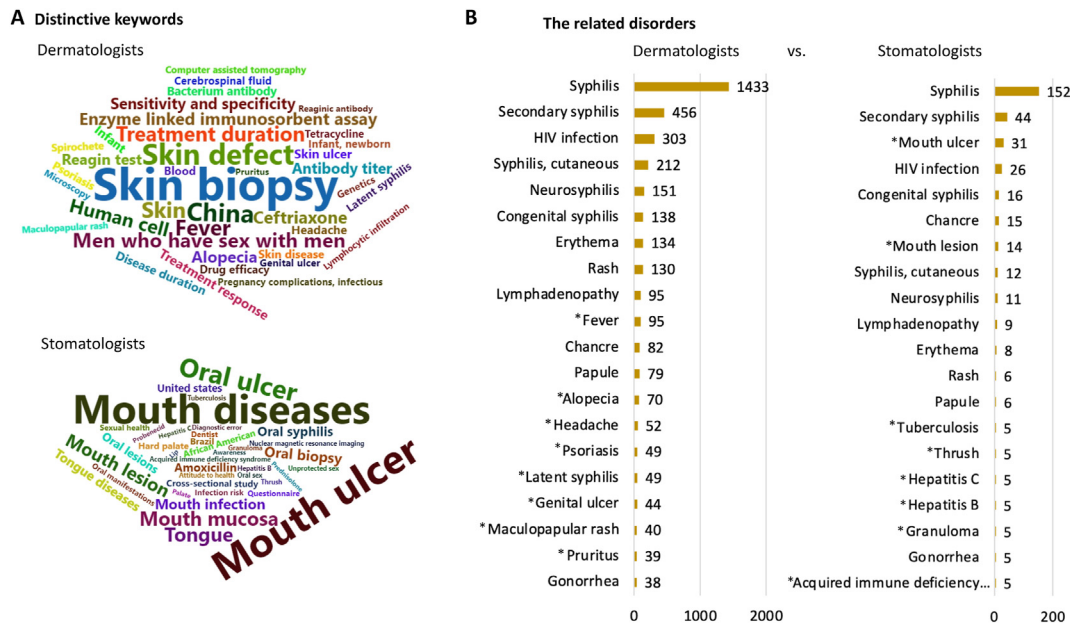 A Distinctive keywords
Dermatologists
Computer assisted tomography
Cerebrospinal fluid
Bacterium antibody
Sensitivity and specificity
Reaginic antibody
Enzyme linked immunosorbent assay
Infant
Treatment duration
Tetracycline
Infant, newborn
Spirochete
Reagin test
Skin defect
Skin ulcer
Psoriasis
Blood
Pruritus
Antibody titer
Microscopy
Skin biopsy
Genetics
Latent syphilis
Human cell
Skin
China
Ceftriaxone
Maculopapular rash
Fever
Headache
Lymphocytic infiltration
Men who have sex with men
Alopecia
Skin disease
Disease duration
Treatment response
Drug efficacy
Genital ulcer
Pregnancy complications, infectious
Stomatologists
Oral ulcer
United states
Tuberculosis
Mouth diseases
Sexual health
Probenecid
Hepatitis C
Diagnostic error
Dentist
Oral syphilis
Oral lesions
Hard palate
Brazil
African American
Nuclear magnetic resonance imaging
Lip
Granuloma
Awareness
Oral biopsy
Mouth lesion
Acquired immune deficiency syndrome
Tongue diseases
Oral manifestations
Amoxicillin
Hepatitis B
Prednisolone
Unprotected sex
Attitude to health
Oral sex
Cross-sectional study
Thrush
Palate
Infection risk
Questionnaire
Mouth infection
Mouth mucosa
Tongue
Mouth ulcer
B The related disorders
Dermatologists vs. Stomatologists
Syphilis 1433
Secondary syphilis 456
HIV infection 303
Syphilis, cutaneous 212
Neurosyphilis 151
Congenital syphilis 138
Erythema 134
Rash 130
Lymphadenopathy 95
*Fever 95
Chancre 82
Papule 79
*Alopecia 70
*Headache 52
*Psoriasis 49
*Latent syphilis 49
*Genital ulcer 44
*Maculopapular rash 40
*Pruritus 39
Gonorrhea 38
0 1000 2000
Syphilis 152
Secondary syphilis 44
*Mouth ulcer 31
HIV infection 26
Congenital syphilis 16
Chancre 15
*Mouth lesion 14
Syphilis, cutaneous 12
Neurosyphilis 11
Lymphadenopathy 9
Erythema 8
Rash 6
Papule 6
*Tuberculosis 5
*Thrush 5
*Hepatitis C 5
*Hepatitis B 5
*Granuloma 5
Gonorrhea 5
*Acquired immune deficiency... 5
0 200